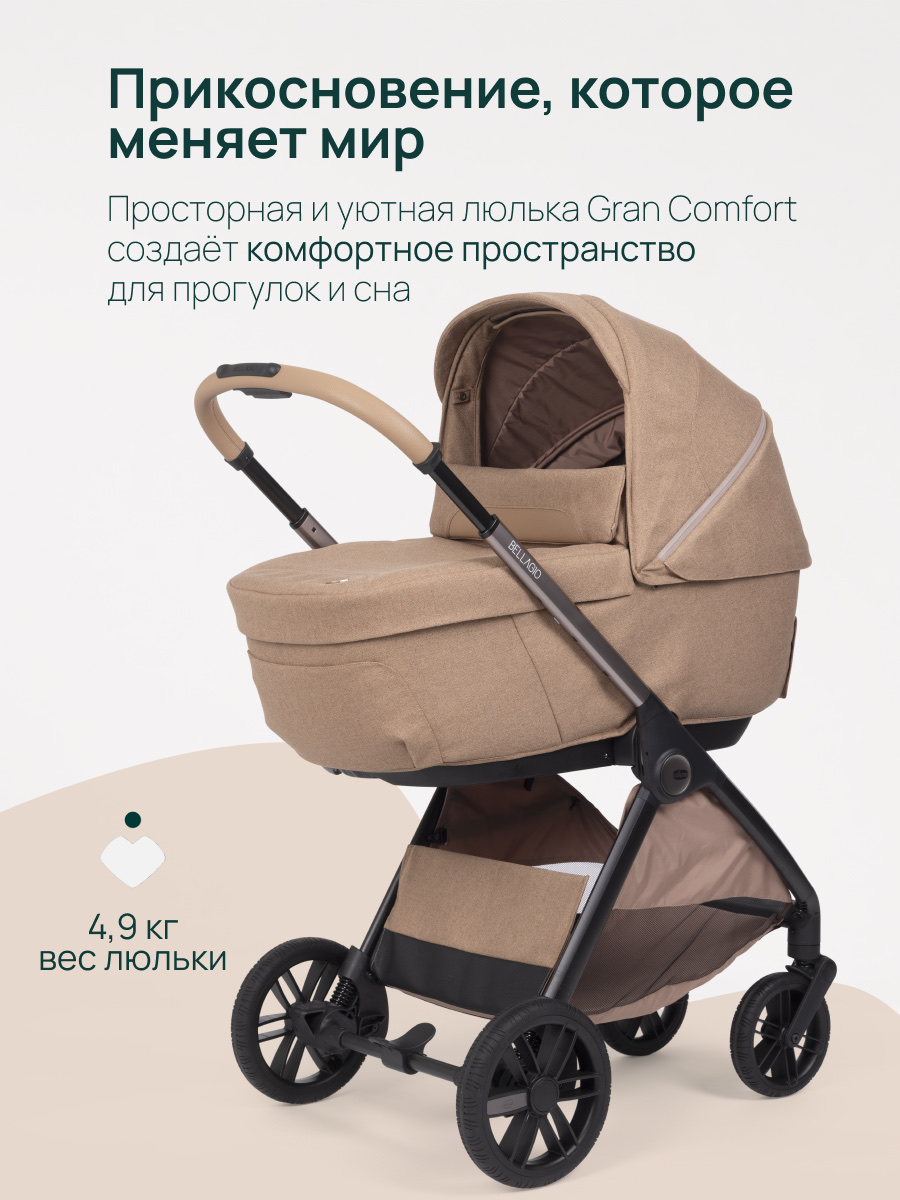 Прикосновение, которое
меняет мир
Просторная и уютная люлька Gran Comfort
создаёт комфортное пространство
для прогулок и сна
BELLAGIO
4,9 кг
вес люльки